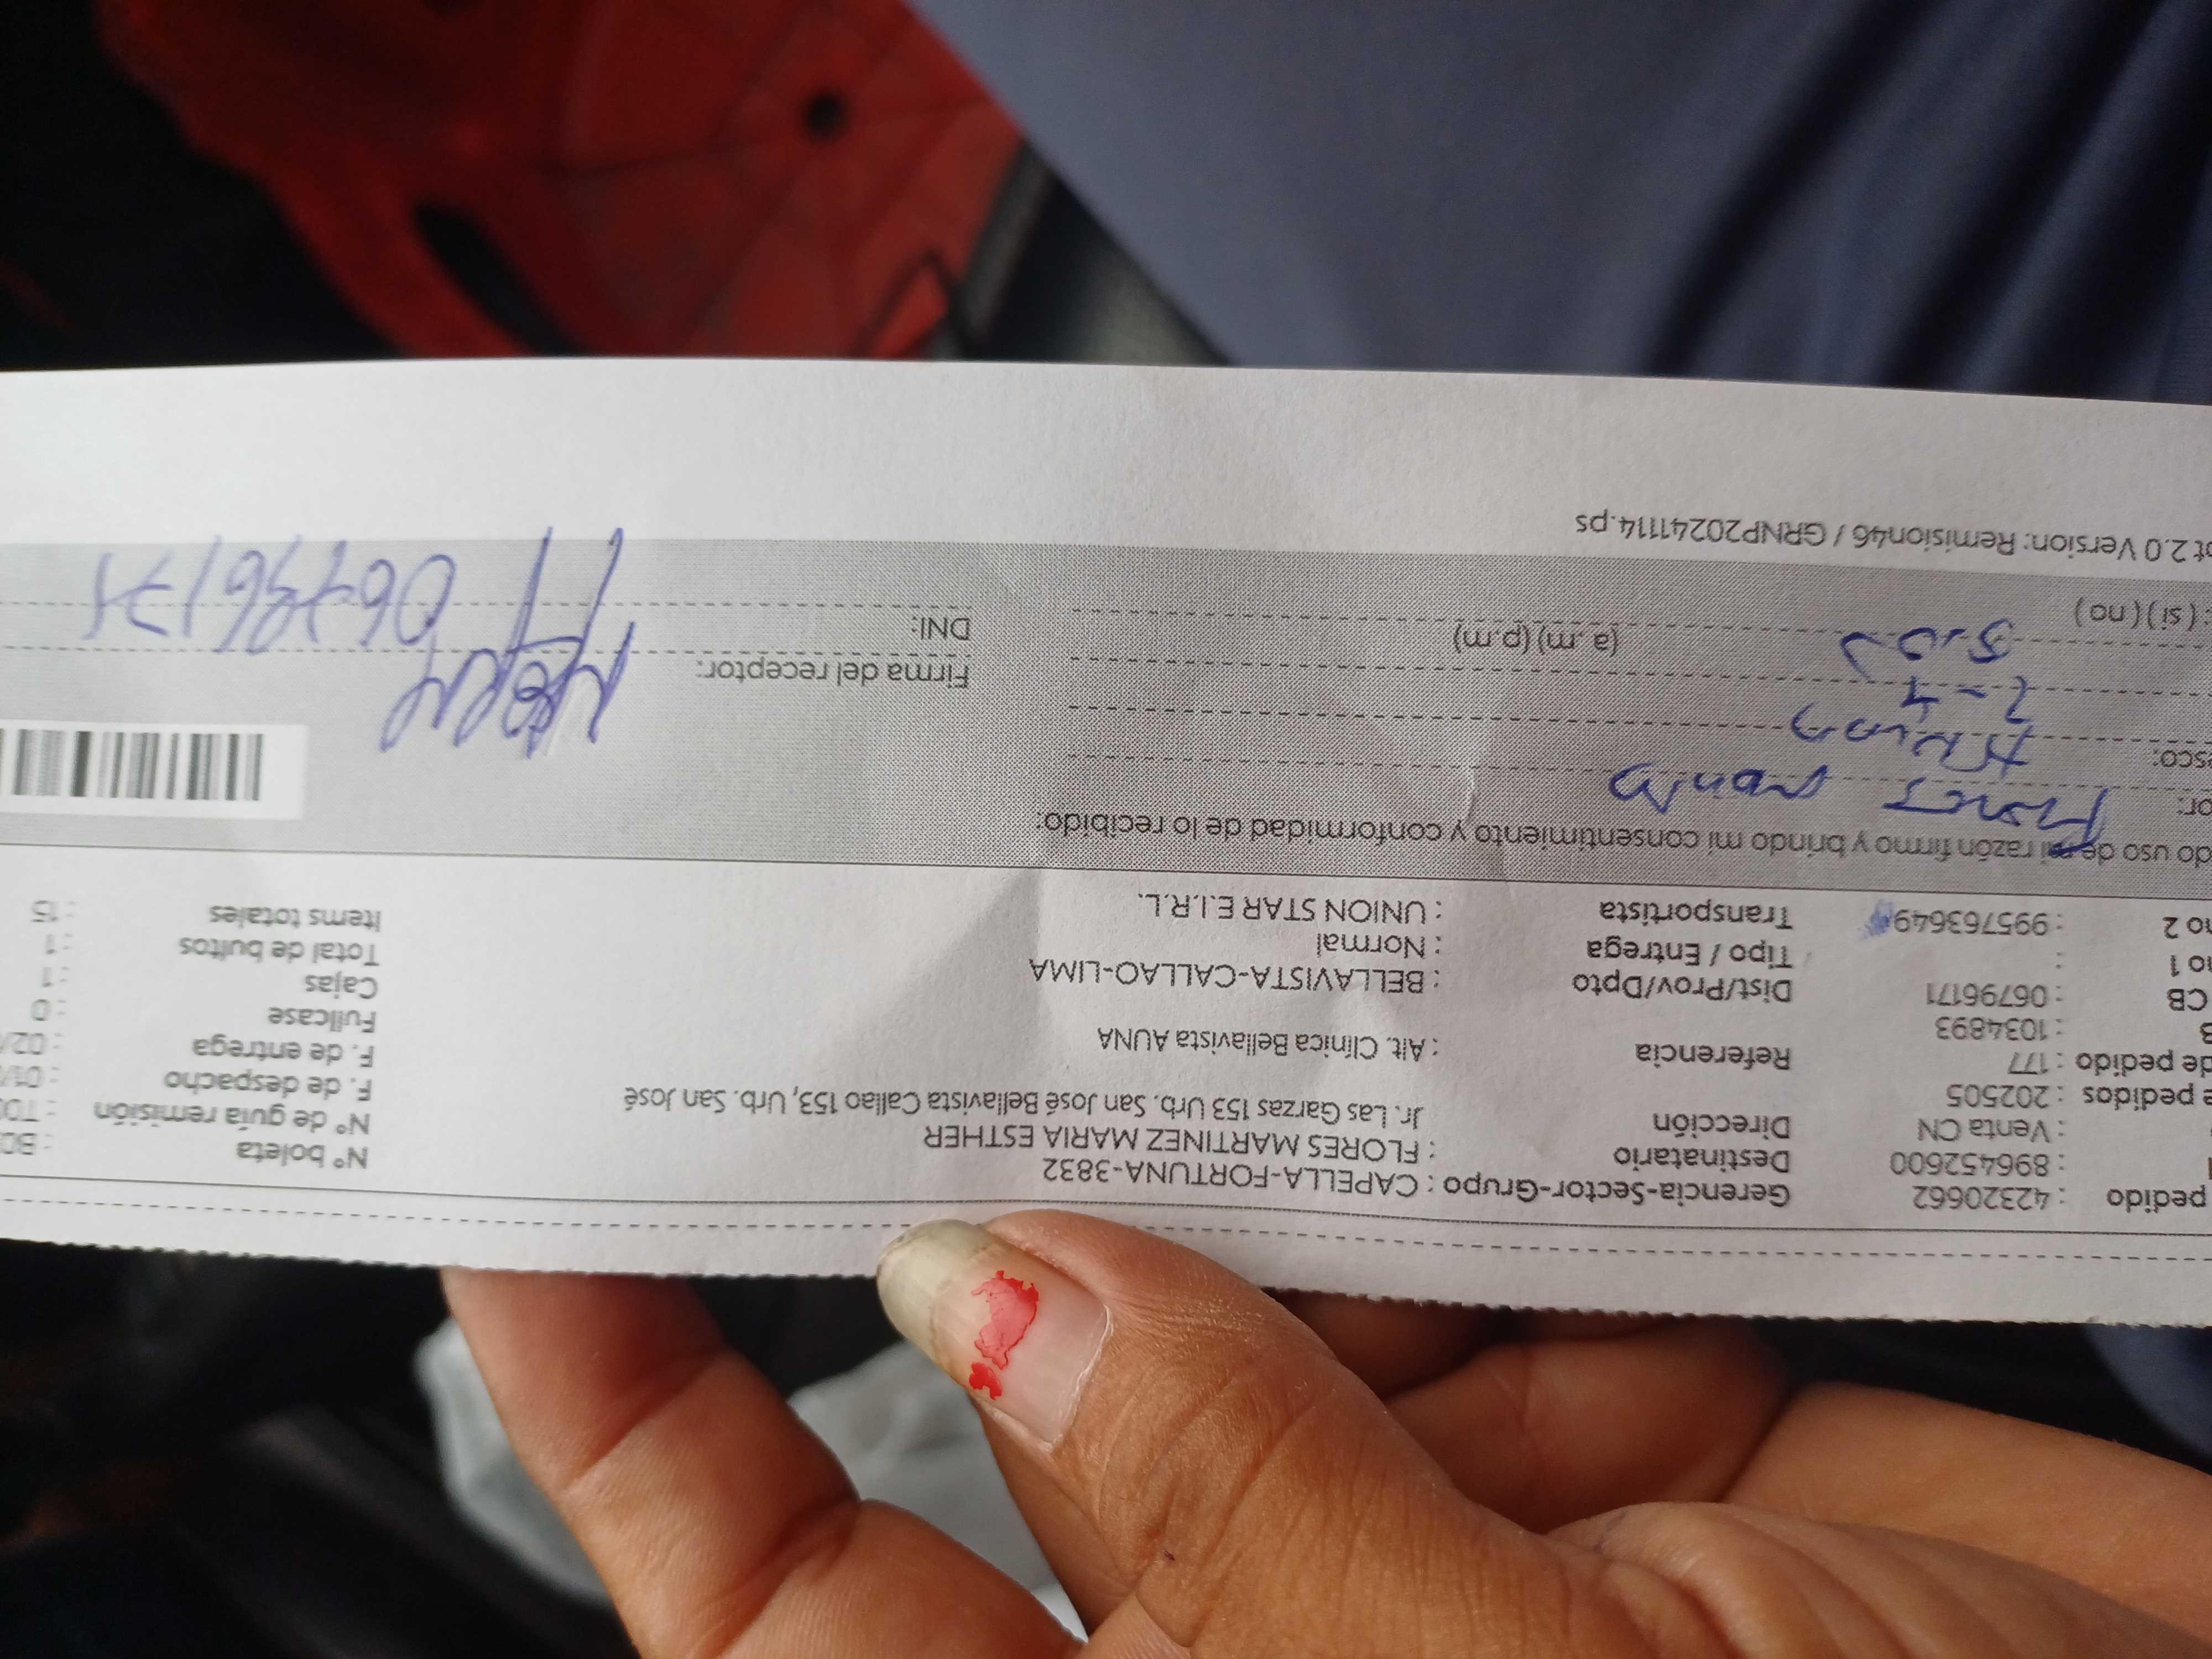 pedido : 42320662 Gerencia-Sector-Grupo : CAPELLA-FORTUNA-3832 N° boleta
: 896452600 Destinatario : FLORES MARTINEZ MARIA ESTHER N° de guía remisión
: Venta CN Dirección Jr. Las Garzas 153 Urb. San José Bellavista Callao 153, Urb. San José F. de despacho : 01/
pedidos : 202505 F. de entrega : 02/
de pedido : 177 Referencia : Alt. Clínica Bellavista AUNA Fullcase : 0
: 1034893 Cajas : 1
CB : 06796171 Dist/Prov/Dpto : BELLAVISTA-CALLAO-LIMA Total de bultos : 1
no 1 : Tipo / Entrega : Normal Items totales : 15
no 2 : 995763649 Transportista : UNION STAR E.I.R.L.
do uso de mi razón firmo y brindo mi consentimiento y conformidad de lo recibido:
or:
esco:
Firma del receptor:
(a .m) (p.m) DNI: 06796171
: ( si ) ( no )
2.0 Version: Remision46 / GRNP20241114.ps